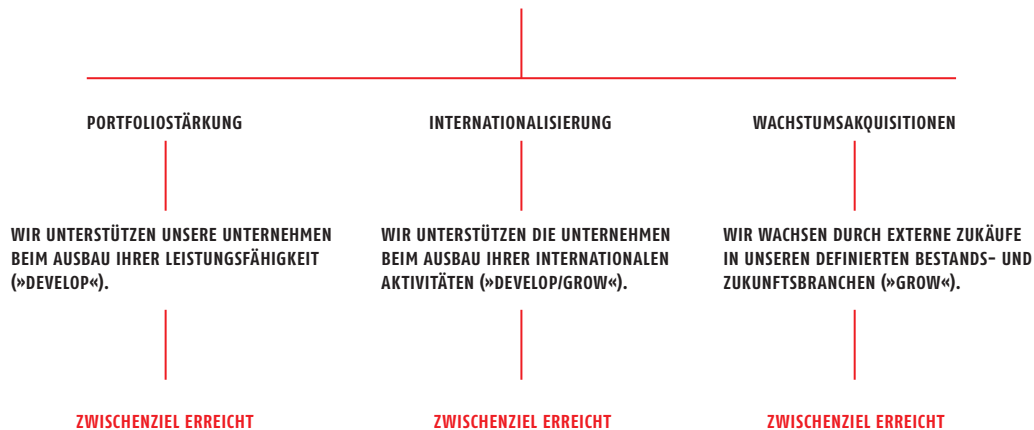 PORTFOLIOSTÄRKUNG
WIR UNTERSTÜTZEN UNSERE UNTERNEHMEN
BEIM AUSBAU IHRER LEISTUNGSFÄHIGKEIT
(»DEVELOP«).
ZWISCHENZIEL ERREICHT
INTERNATIONALISIERUNG
WIR UNTERSTÜTZEN DIE UNTERNEHMEN
BEIM AUSBAU IHRER INTERNATIONALEN
AKTIVITÄTEN (»DEVELOP/GROW«).
ZWISCHENZIEL ERREICHT
WACHSTUMSAKQUISITIONEN
WIR WACHSEN DURCH EXTERNE ZUKÄUFE
IN UNSEREN DEFINIERTEN BESTANDS- UND
ZUKUNFTSBRANCHEN (»GROW«).
ZWISCHENZIEL ERREICHT